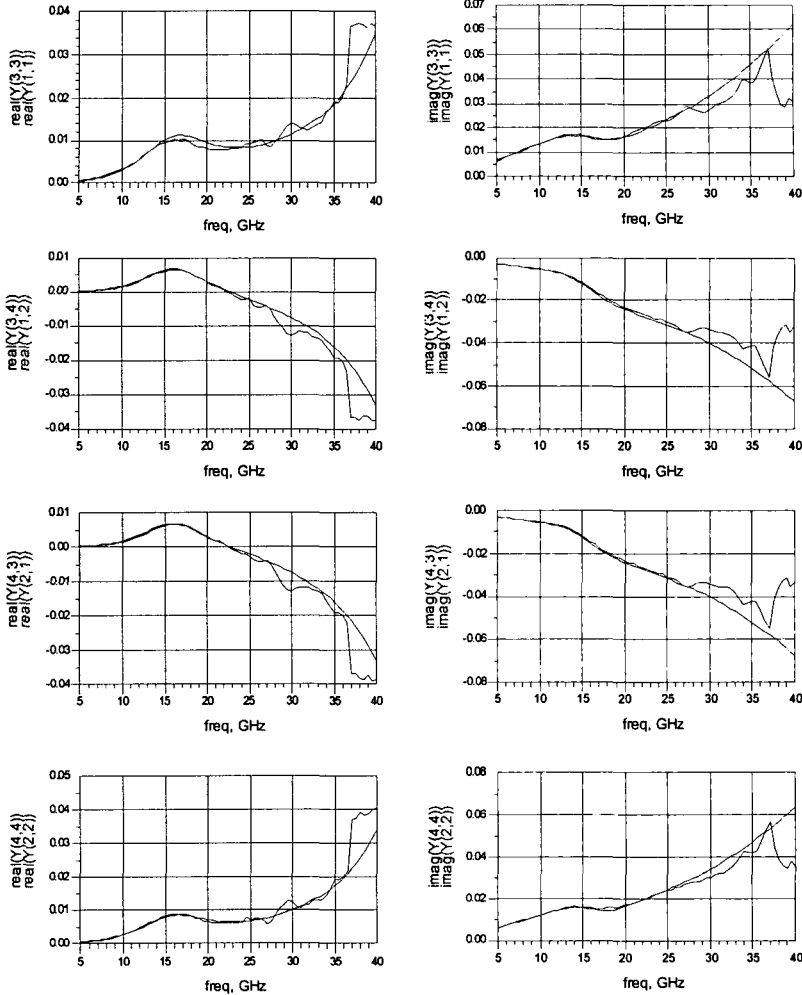 real(Y(3,3))
real(Y(1,1))
0.04
0.03
0.02
0.01
0.00
5 10 15 20 25 30 35 40
freq, GHz
imag(Y(3,3))
imag(Y(1,1))
0.07
0.06
0.05
0.04
0.03
0.02
0.01
0.00
5 10 15 20 25 30 35 40
freq, GHz
real(Y(3,4))
real(Y(1,2))
0.01
0.00
-0.01
-0.02
-0.03
-0.04
5 10 15 20 25 30 35 40
freq, GHz
imag(Y(3,4))
imag(Y(1,2))
0.00
-0.02
-0.04
-0.06
-0.08
5 10 15 20 25 30 35 40
freq, GHz
real(Y(4,3))
real(Y(2,1))
0.01
0.00
-0.01
-0.02
-0.03
-0.04
5 10 15 20 25 30 35 40
freq, GHz
imag(Y(4,3))
imag(Y(2,1))
0.00
-0.02
-0.04
-0.06
-0.08
5 10 15 20 25 30 35 40
freq, GHz
real(Y(4,4))
real(Y(2,2))
0.05
0.04
0.03
0.02
0.01
0.00
5 10 15 20 25 30 35 40
freq, GHz
imag(Y(4,4))
imag(Y(2,2))
0.08
0.06
0.04
0.02
0.00
5 10 15 20 25 30 35 40
freq, GHz